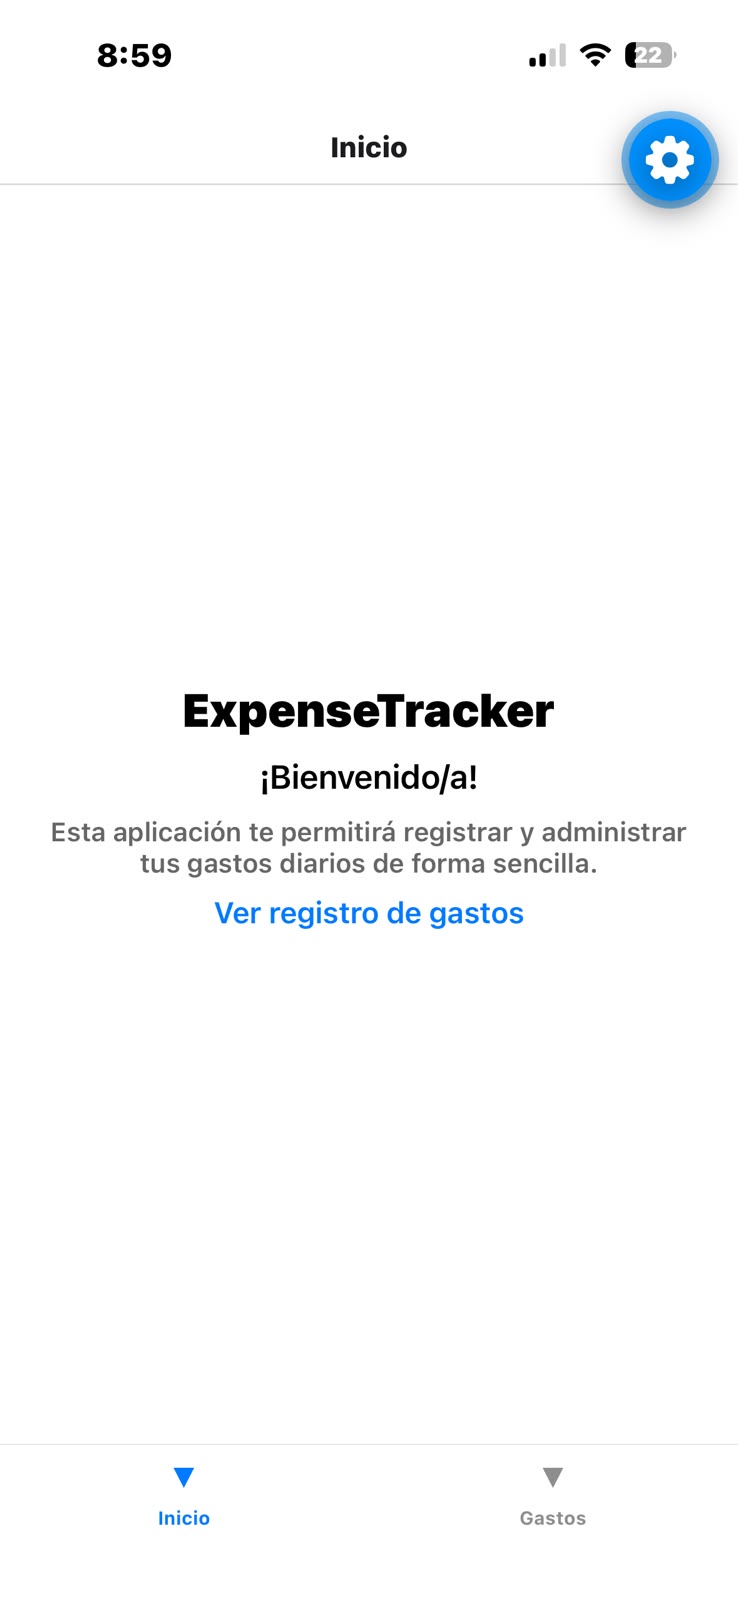 8:59
22
Inicio
ExpenseTracker
¡Bienvenido/a!
Esta aplicación te permitirá registrar y administrar
tus gastos diarios de forma sencilla.
Ver registro de gastos
Inicio
Gastos